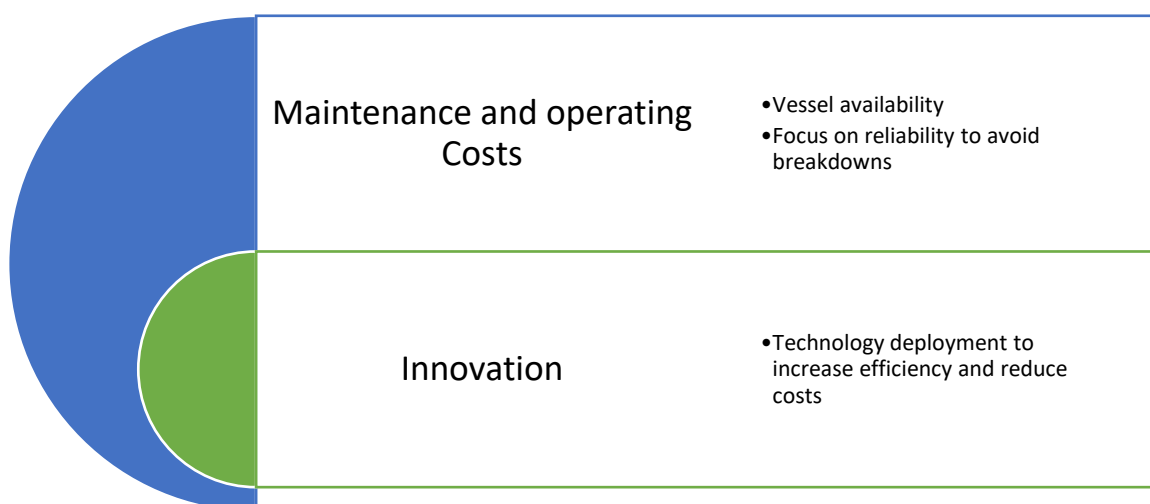 Maintenance and operating
Costs
•Vessel availability
•Focus on reliability to avoid
breakdowns
Innovation
•Technology deployment to
increase efficiency and reduce
costs